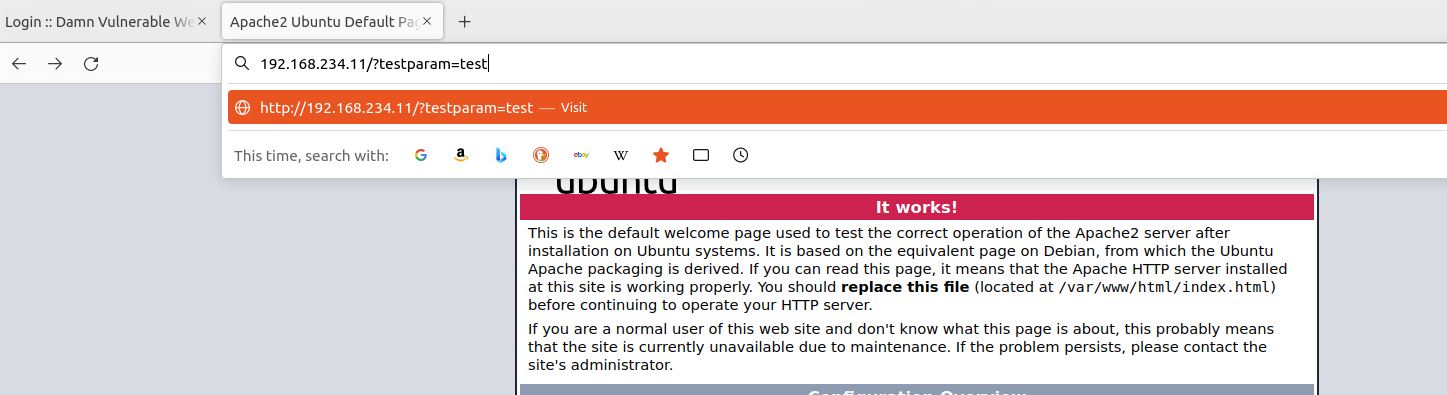 Login :: Damn Vulnerable We
Apache2 Ubuntu Default Pag
192.168.234.11/?testparam=test
http://192.168.234.11/?testparam=test — Visit
This time, search with: G a b ebay W
ubuntu
It works!
This is the default welcome page used to test the correct operation of the Apache2 server after
installation on Ubuntu systems. It is based on the equivalent page on Debian, from which the Ubuntu
Apache packaging is derived. If you can read this page, it means that the Apache HTTP server installed
at this site is working properly. You should replace this file (located at /var/www/html/index.html)
before continuing to operate your HTTP server.
If you are a normal user of this web site and don't know what this page is about, this probably means
that the site is currently unavailable due to maintenance. If the problem persists, please contact the
site's administrator.
Configuration Overview